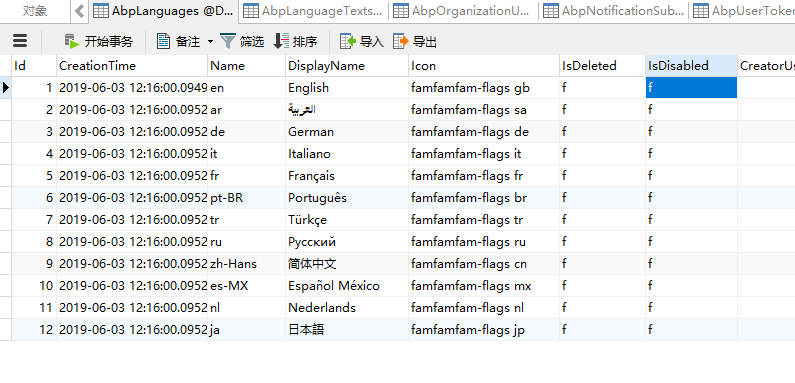 对象 AbpLanguages @D... AbpLanguageTexts... AbpOrganizationU... AbpNotificationSub... AbpUserToken
开始事务 备注 筛选 排序 导入 导出
Id CreationTime Name DisplayName Icon IsDeleted IsDisabled CreatorUs
1 2019-06-03 12:16:00.0949 en English famfamfam-flags gb f f
2 2019-06-03 12:16:00.0952 ar العربية famfamfam-flags sa f f
3 2019-06-03 12:16:00.0952 de German famfamfam-flags de f f
4 2019-06-03 12:16:00.0952 it Italiano famfamfam-flags it f f
5 2019-06-03 12:16:00.0952 fr Français famfamfam-flags fr f f
6 2019-06-03 12:16:00.0952 pt-BR Português famfamfam-flags br f f
7 2019-06-03 12:16:00.0952 tr Türkçe famfamfam-flags tr f f
8 2019-06-03 12:16:00.0952 ru Русский famfamfam-flags ru f f
9 2019-06-03 12:16:00.0952 zh-Hans 简体中文 famfamfam-flags cn f f
10 2019-06-03 12:16:00.0952 es-MX Español México famfamfam-flags mx f f
11 2019-06-03 12:16:00.0952 nl Nederlands famfamfam-flags nl f f
12 2019-06-03 12:16:00.0952 ja 日本語 famfamfam-flags jp f f